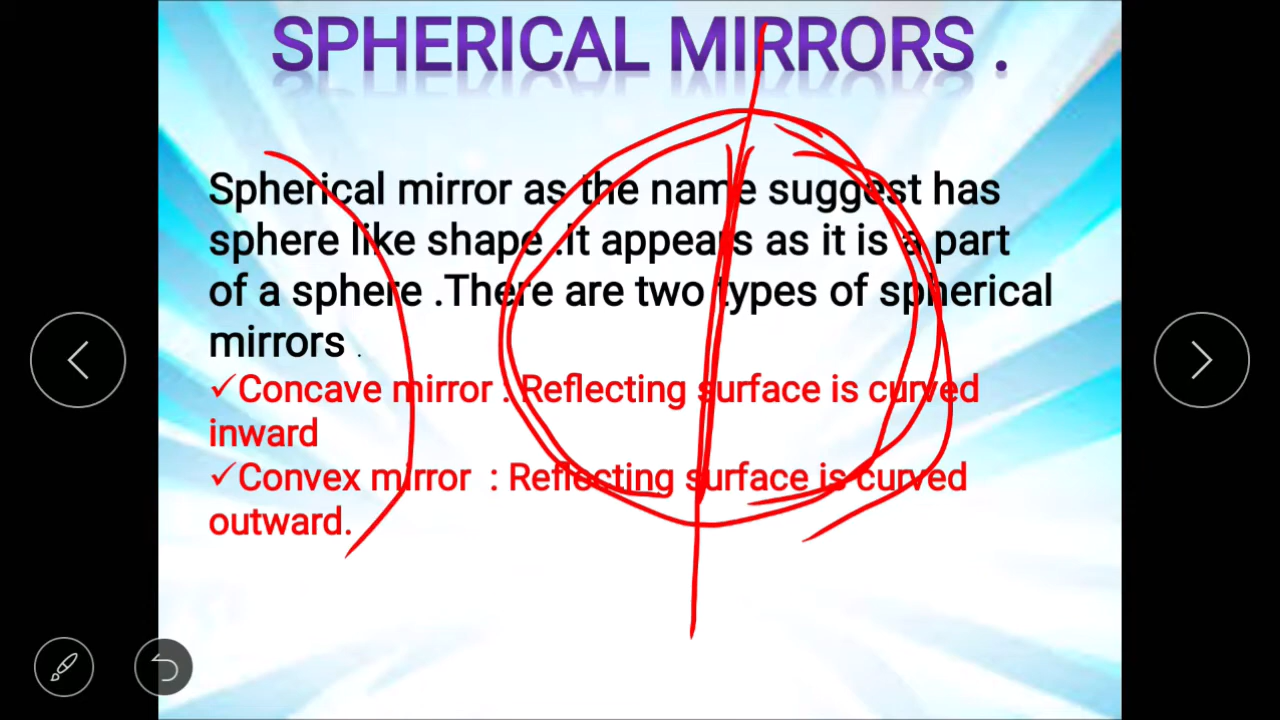 SPHERICAL MIRRORS .
Spherical mirror as the name suggest has
sphere like shape .It appears as it is a part
of a sphere .There are two types of spherical
mirrors .
✓Concave mirror : Reflecting surface is curved
inward
✓Convex mirror : Reflecting surface is curved
outward.